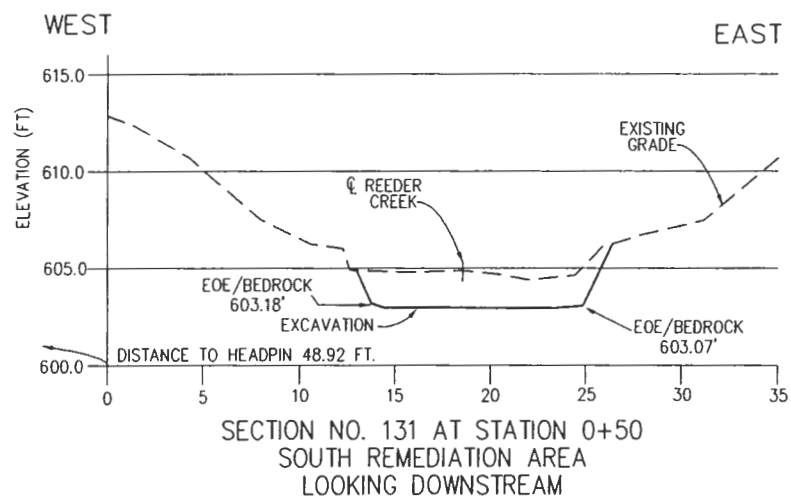 WEST
EAST
615.0
ELEVATION (FT)
EXISTING
GRADE
610.0
℄ REEDER
CREEK
605.0
EOE/BEDROCK
603.18'
EXCAVATION
EOE/BEDROCK
603.07'
DISTANCE TO HEADPIN 48.92 FT.
600.0
0 5 10 15 20 25 30 35
SECTION NO. 131 AT STATION 0+50
SOUTH REMEDIATION AREA
LOOKING DOWNSTREAM